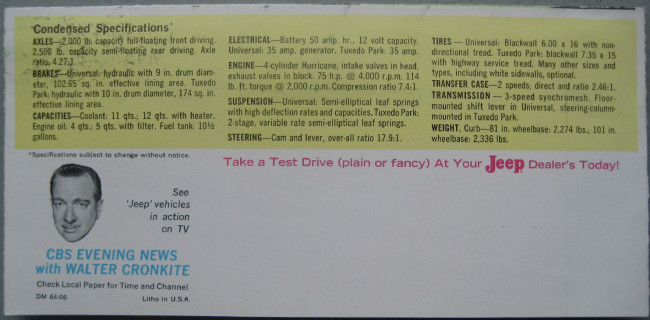 Condensed Specifications*
AXLES—2,000 lb. capacity full-floating front driving.
2,500 lb. capacity semi-floating rear driving. Axle
ratio: 4.27:1.
BRAKES—Universal: hydraulic with 9 in. drum diam-
eter, 102.65 sq. in. effective lining area. Tuxedo
Park: hydraulic with 10 in. drum diameter, 174 sq. in.
effective lining area.
CAPACITIES—Coolant: 11 qts.; 12 qts. with heater.
Engine oil: 4 qts; 5 qts. with filter. Fuel tank: 10½
gallons.
ELECTRICAL—Battery 50 amp. hr., 12 volt capacity.
Universal: 35 amp. generator. Tuxedo Park: 35 amp.
ENGINE—4-cylinder Hurricane; intake valves in head,
exhaust valves in block. 75 h.p. @ 4,000 r.p.m. 114
lb. ft. torque @ 2,000 r.p.m. Compression ratio 7.4:1.
SUSPENSION—Universal: Semi-elliptical leaf springs
with high deflection rates and capacities, Tuxedo Park:
2-stage, variable rate semi-elliptical leaf springs.
STEERING—Cam and lever, over-all ratio 17.9:1.
TIRES — Universal: Blackwall 6.00 x 16 with non-
directional tread. Tuxedo Park: blackwall 7.35 x 15
with highway service tread. Many other sizes and
types, including white sidewalls, optional.
TRANSFER CASE—2 speeds, direct and ratio 2.46:1.
TRANSMISSION — 3-speed synchromesh. Floor-
mounted shift lever in Universal, steering-column-
mounted in Tuxedo Park.
WEIGHT, Curb—81 in. wheelbase: 2,274 lbs.; 101 in.
wheelbase: 2,336 lbs.
*Specifications subject to change without notice.
Take a Test Drive (plain or fancy) At Your Jeep Dealer's Today!
See
'Jeep' vehicles
in action
on TV
CBS EVENING NEWS
with WALTER CRONKITE
Check Local Paper for Time and Channel
DM 64-06 Litho in U.S.A.